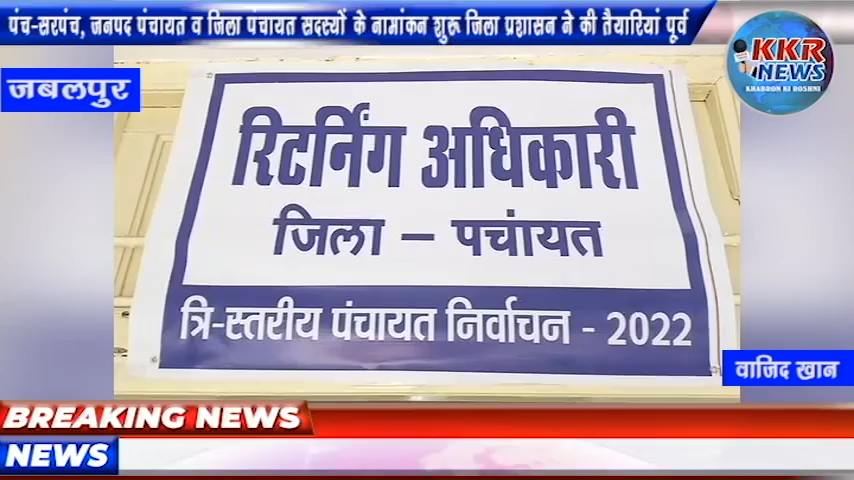 पंच-सरपंच, जनपद पंचायत व जिला पंचायत सदस्यों के नामांकन शुरू जिला प्रशासन ने की तैयारियां पूर्व
KKR
NEWS
KHABRON KI ROSHNI
जबलपुर
रिटर्निंग अधिकारी
जिला – पचांयत
त्रि-स्तरीय पंचायत निर्वाचन - 2022
वाजिद खान
BREAKING NEWS
NEWS